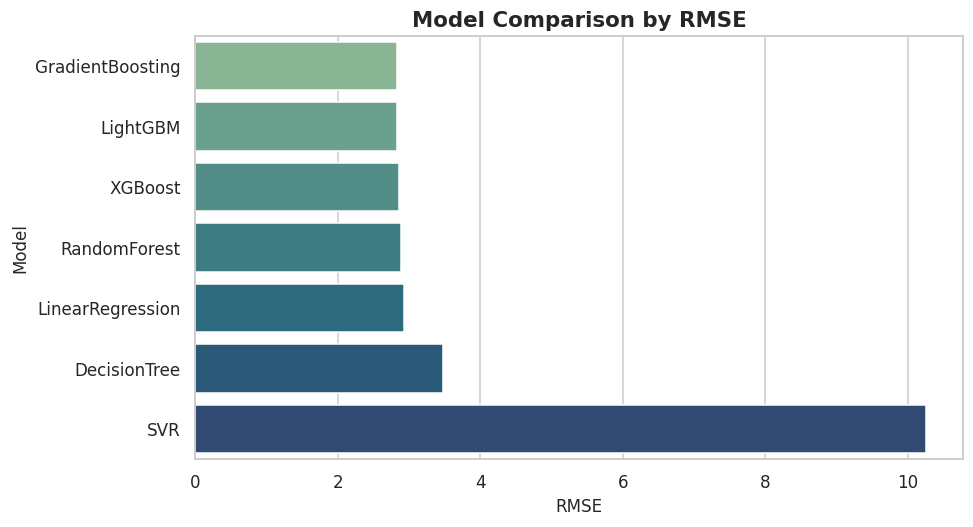 Model Comparison by RMSE
Model
GradientBoosting
LightGBM
XGBoost
RandomForest
LinearRegression
DecisionTree
SVR
0 2 4 6 8 10
RMSE